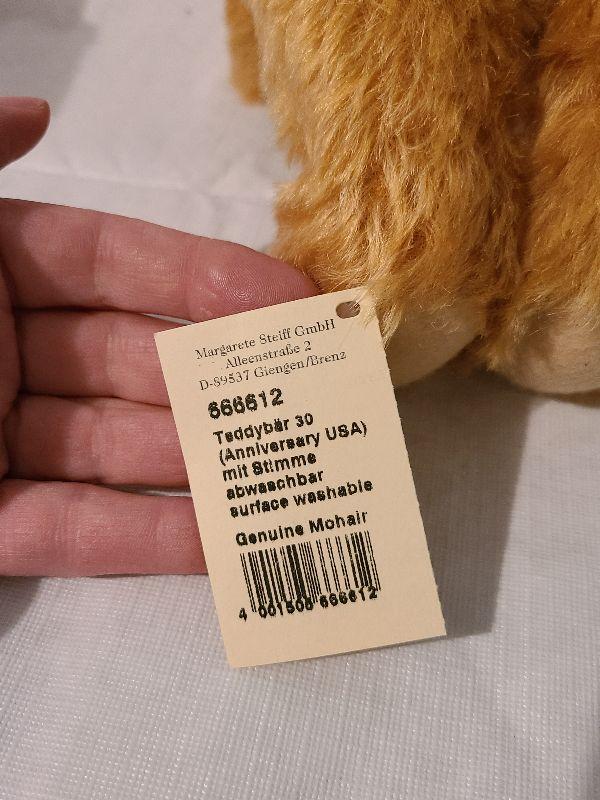 Margarete Steiff GmbH
Alleenstraße 2
D-89537 Giengen/Brenz
666612
Teddybär 30
(Anniversary USA)
mit Stimme
abwaschbar
surface washable
Genuine Mohair
4 001505 666612